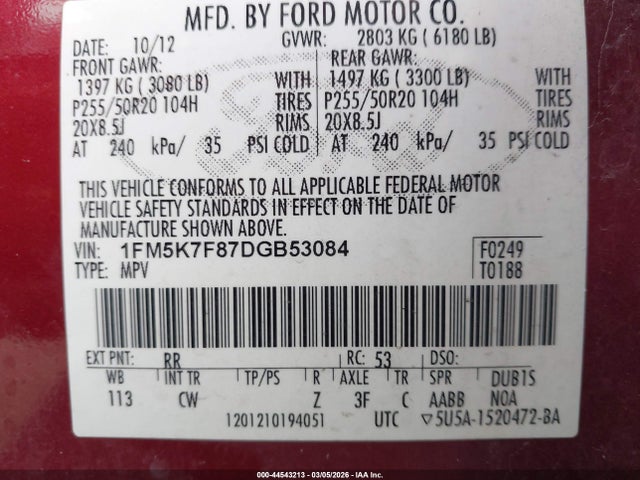 MFD. BY FORD MOTOR CO.
DATE: 10/12 GVWR: 2803 KG ( 6180 LB)
FRONT GAWR: REAR GAWR:
1397 KG ( 3080 LB) WITH 1497 KG ( 3300 LB) WITH
P255/50R20 104H TIRES P255/50R20 104H TIRES
20X8.5J RIMS 20X8.5J RIMS
AT 240 kPa/ 35 PSI COLD AT 240 kPa/ 35 PSI COLD
THIS VEHICLE CONFORMS TO ALL APPLICABLE FEDERAL MOTOR
VEHICLE SAFETY STANDARDS IN EFFECT ON THE DATE OF
MANUFACTURE SHOWN ABOVE.
VIN: 1FM5K7F87DGB53084 F0249
TYPE: MPV T0188
EXT PNT: RR RC: 53 DSO:
WB INT TR TP/PS R AXLE TR SPR DUB1S
113 CW Z 3F C AABB NOA
1201210194051 UTC ▽5U5A-1520472-BA
000-44543213 - 03/05/2026 - IAA Inc.